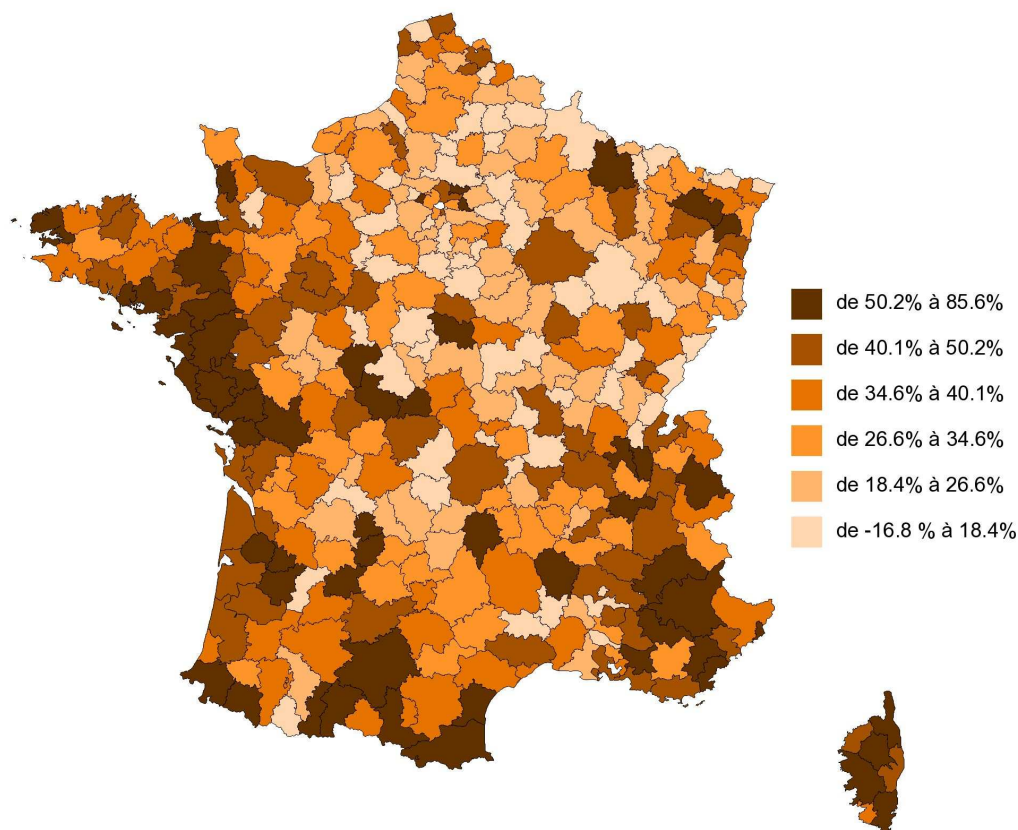 de 50.2% à 85.6%
de 40.1% à 50.2%
de 34.6% à 40.1%
de 26.6% à 34.6%
de 18.4% à 26.6%
de -16.8 % à 18.4%